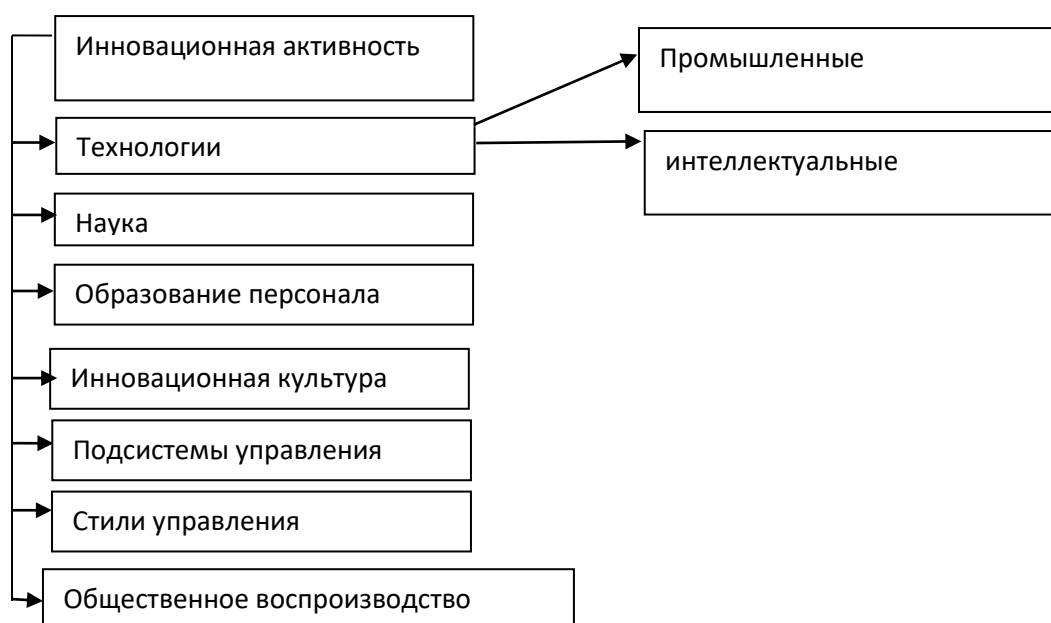 Инновационная активность
Промышленные
Технологии
интеллектуальные
Наука
Образование персонала
Инновационная культура
Подсистемы управления
Стили управления
Общественное воспроизводство